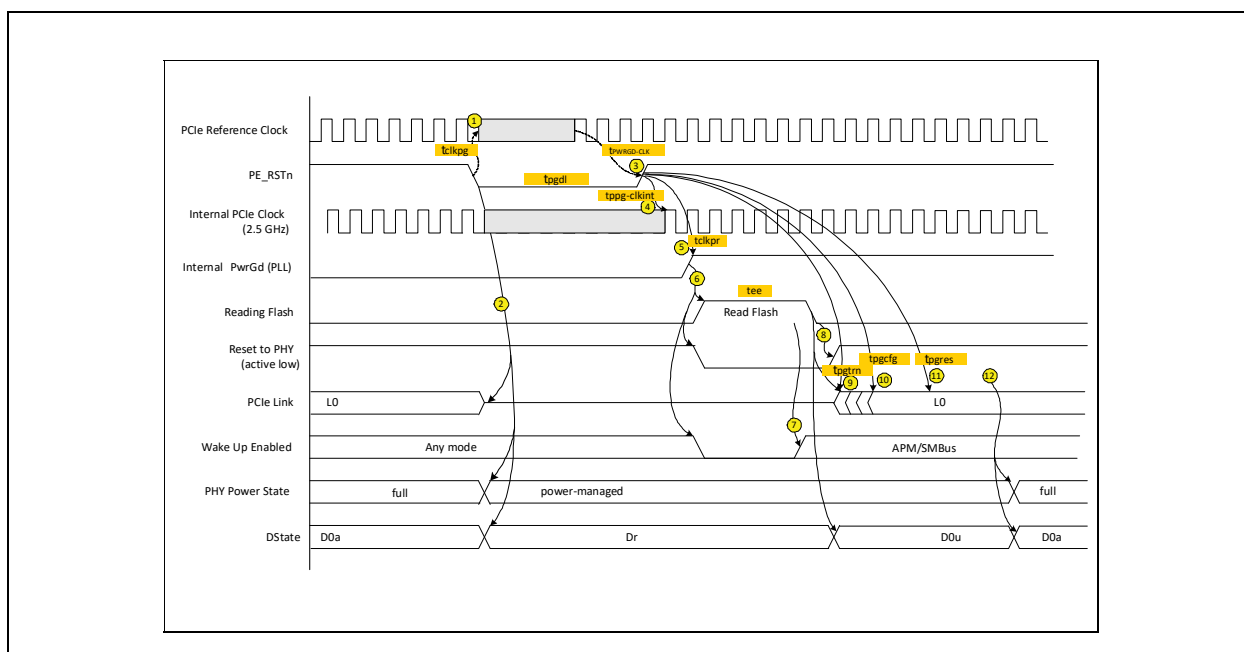 1
PCIe Reference Clock
tclkpg
tPWRGD-CLK
3
PE_RSTn
tpgdl
tppg-clkint
4
Internal PCIe Clock
(2.5 GHz)
5
tclkpr
Internal PwrGd (PLL)
6
tee
2
Reading Flash
Read Flash
8
Reset to PHY
(active low)
tpgcfg
tpgres
tpgtrn
9
10
11
12
PCIe Link
L0
L0
7
Wake Up Enabled
Any mode
APM/SMBus
PHY Power State
full
power-managed
full
DState
D0a
Dr
D0u
D0a